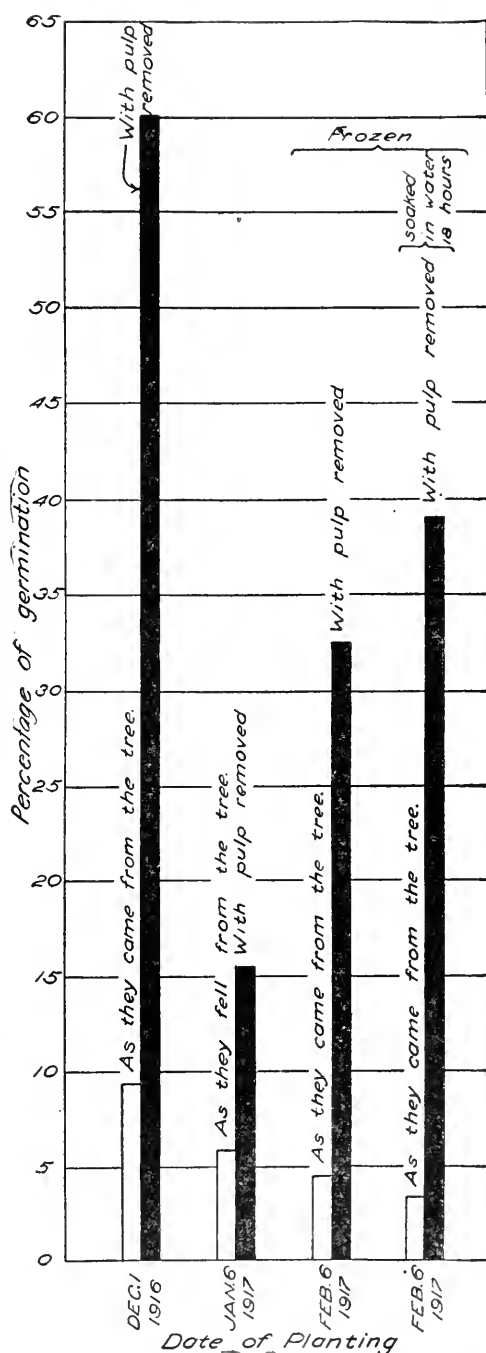 65
60
55
50
45
40
35
30
25
20
15
10
5
0
Percentage of germination
As they came from the tree.
With pulp
removed
As they fell from the tree.
With pulp removed
Frozen
As they came from the tree.
With pulp removed
As they came from the tree.
With pulp removed
soaked
in water
18 hours
DEC.1
1916
JAN.6
1917
FEB.6
1917
FEB.6
1917
Date of Planting